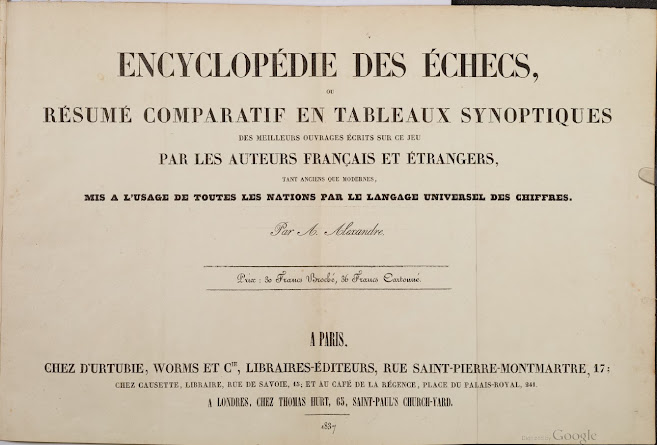 ENCYCLOPÉDIE DES ÉCHECS,
OU
RÉSUMÉ COMPARATIF EN TABLEAUX SYNOPTIQUES
DES MEILLEURS OUVRAGES ÉCRITS SUR CE JEU
PAR LES AUTEURS FRANÇAIS ET ÉTRANGERS,
TANT ANCIENS QUE MODERNES,
MIS A L'USAGE DE TOUTES LES NATIONS PAR LE LANGAGE UNIVERSEL DES CHIFFRES.
Par A. Alexandre.
Prix : 30 Francs Broché, 36 Francs Cartonné.
A PARIS,
CHEZ D'URTUBIE, WORMS ET Cie, LIBRAIRES-ÉDITEURS, RUE SAINT-PIERRE-MONTMARTRE, 17;
CHEZ CAUSETTE, LIBRAIRE, RUE DE SAVOIE, 15; ET AU CAFÉ DE LA RÉGENCE, PLACE DU PALAIS-ROYAL, 241.
A LONDRES, CHEZ THOMAS HURT, 65, SAINT-PAUL'S CHURCH-YARD.
1837
Google